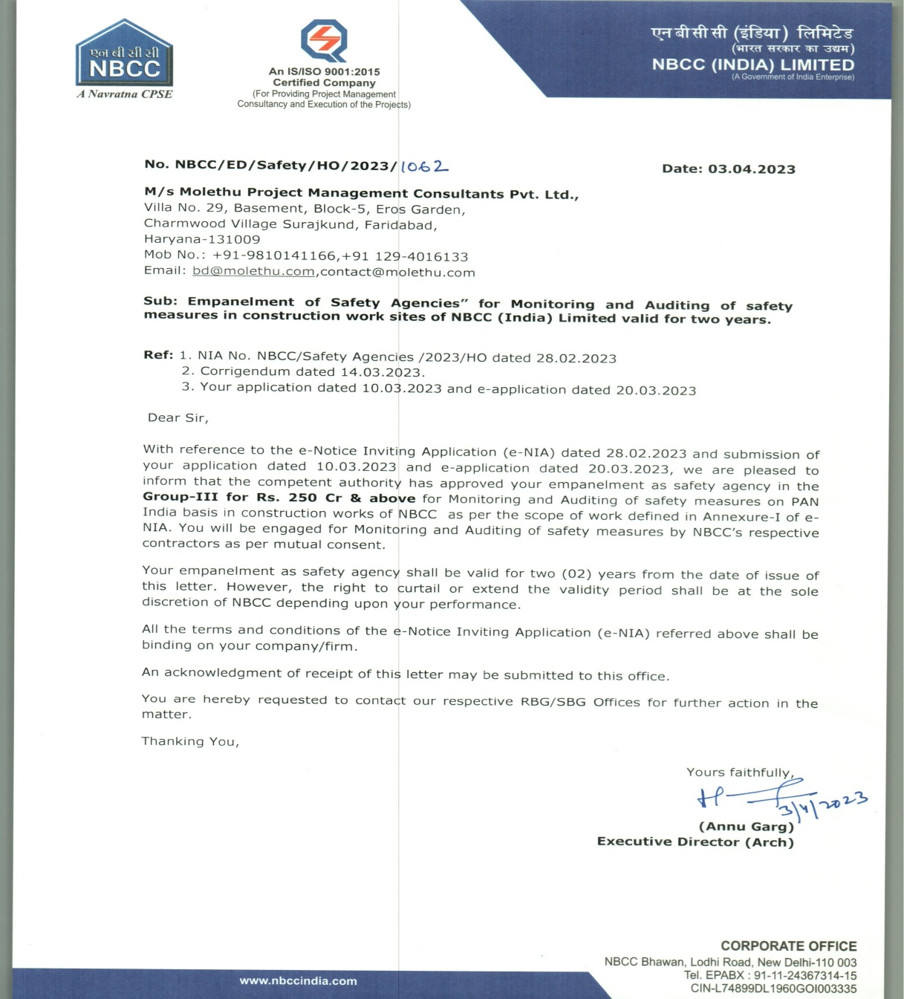 एन बी सी सी
NBCC
A Navratna CPSE
An IS/ISO 9001:2015
Certified Company
(For Providing Project Management
Consultancy and Execution of the Projects)
एन बी सी सी (इंडिया) लिमिटेड
(भारत सरकार का उद्यम)
NBCC (INDIA) LIMITED
(A Government of India Enterprise)
No. NBCC/ED/Safety/HO/2023/1062
Date: 03.04.2023
M/s Molethu Project Management Consultants Pvt. Ltd.,
Villa No. 29, Basement, Block-5, Eros Garden,
Charmwood Village Surajkund, Faridabad,
Haryana-131009
Mob No.: +91-9810141166,+91 129-4016133
Email: bd@molethu.com,contact@molethu.com
Sub: Empanelment of Safety Agencies” for Monitoring and Auditing of safety
measures in construction work sites of NBCC (India) Limited valid for two years.
Ref: 1. NIA No. NBCC/Safety Agencies /2023/HO dated 28.02.2023
2. Corrigendum dated 14.03.2023.
3. Your application dated 10.03.2023 and e-application dated 20.03.2023
Dear Sir,
With reference to the e-Notice Inviting Application (e-NIA) dated 28.02.2023 and submission of
your application dated 10.03.2023 and e-application dated 20.03.2023, we are pleased to
inform that the competent authority has approved your empanelment as safety agency in the
Group-III for Rs. 250 Cr & above for Monitoring and Auditing of safety measures on PAN
India basis in construction works of NBCC as per the scope of work defined in Annexure-I of e-
NIA. You will be engaged for Monitoring and Auditing of safety measures by NBCC’s respective
contractors as per mutual consent.
Your empanelment as safety agency shall be valid for two (02) years from the date of issue of
this letter. However, the right to curtail or extend the validity period shall be at the sole
discretion of NBCC depending upon your performance.
All the terms and conditions of the e-Notice Inviting Application (e-NIA) referred above shall be
binding on your company/firm.
An acknowledgment of receipt of this letter may be submitted to this office.
You are hereby requested to contact our respective RBG/SBG Offices for further action in the
matter.
Thanking You,
Yours faithfully,
3/4/2023
(Annu Garg)
Executive Director (Arch)
CORPORATE OFFICE
NBCC Bhawan, Lodhi Road, New Delhi-110 003
Tel. EPABX : 91-11-24367314-15
CIN-L74899DL1960GOI003335
www.nbccindia.com